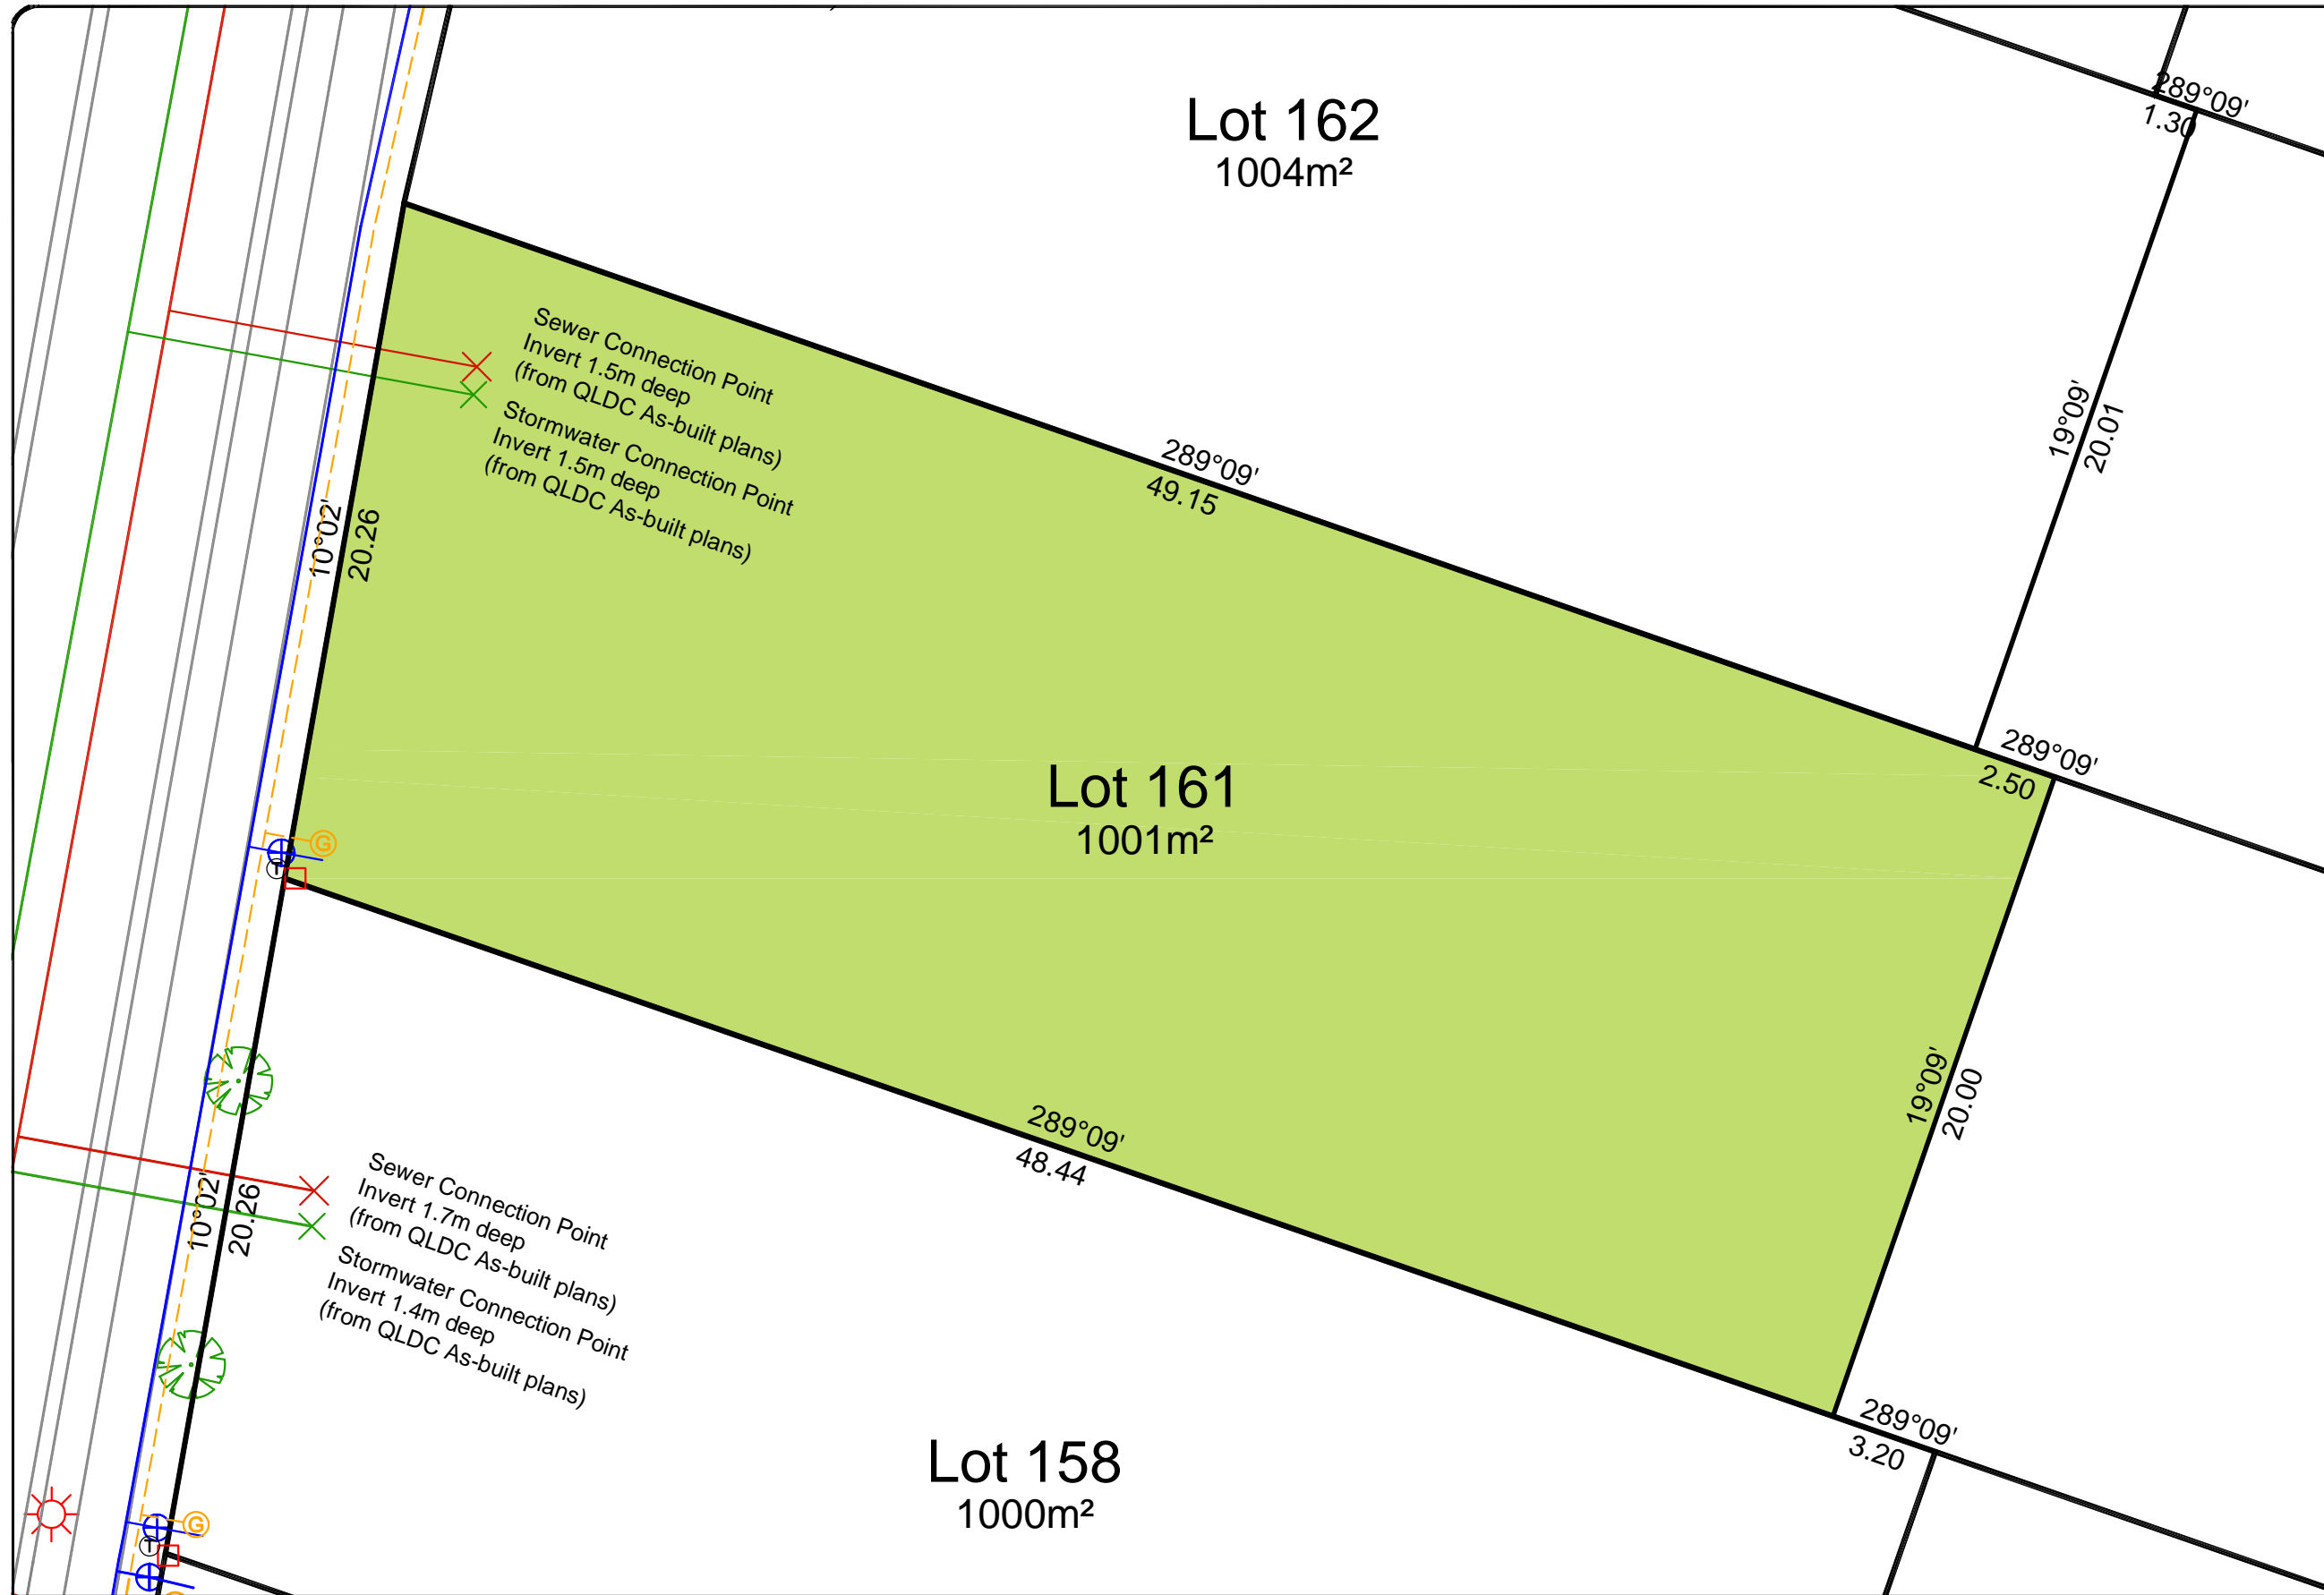 289°09'
1.30
Lot 162
1004m²
Sewer Connection Point
Invert 1.5m deep
(from QLDC As-built plans)
Stormwater Connection Point
Invert 1.5m deep
(from QLDC As-built plans)
19°09'
20.01
289°09'
49.15
10°02'
20.26
289°09'
2.50
Lot 161
1001m²
G
T
19°09'
20.00
289°09'
48.44
Sewer Connection Point
Invert 1.7m deep
(from QLDC As-built plans)
Stormwater Connection Point
Invert 1.4m deep
(from QLDC As-built plans)
10°02'
20.26
289°09'
3.20
Lot 158
1000m²
G
T